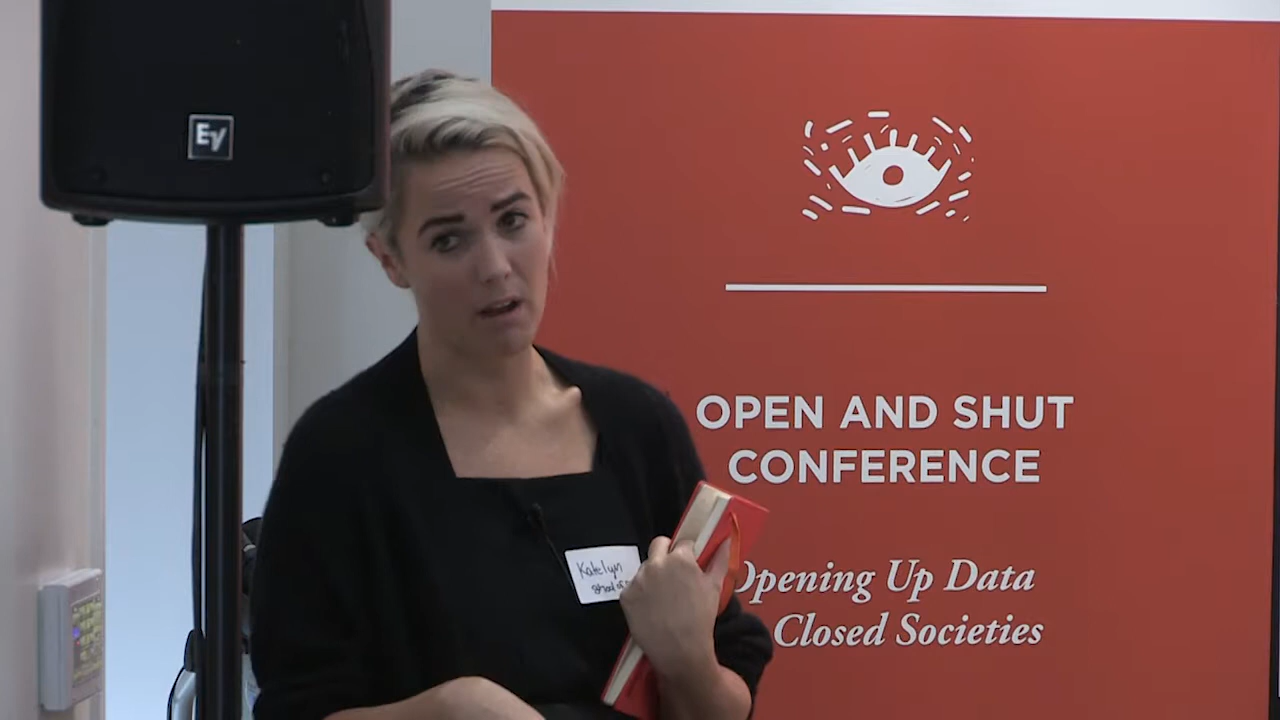 EV
OPEN AND SHUT
CONFERENCE
Opening Up Data
Closed Societies
Katelyn